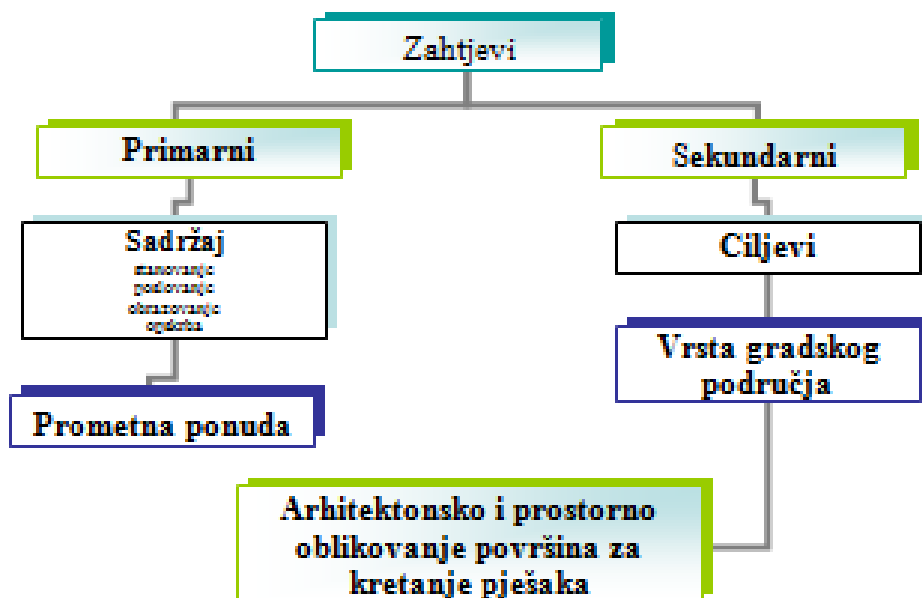 Zahtjevi
Primarni
Sekundarni
Sadržaj
stanovanje
poslovanje
obrazovanje
opskrba
Ciljevi
Vrsta gradskog
područja
Prometna ponuda
Arhitektonsko i prostorno
oblikovanje površina za
kretanje pješaka